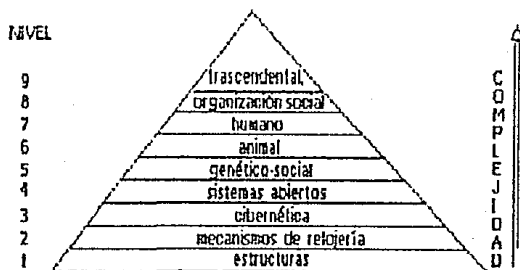 NIVEL
9 trascendental
8 organización social
7 humano
6 animal
5 genético-social
4 sistemas abiertos
3 cibernética
2 mecanismos de relojería
1 estructuras
COMPLEJIDAD